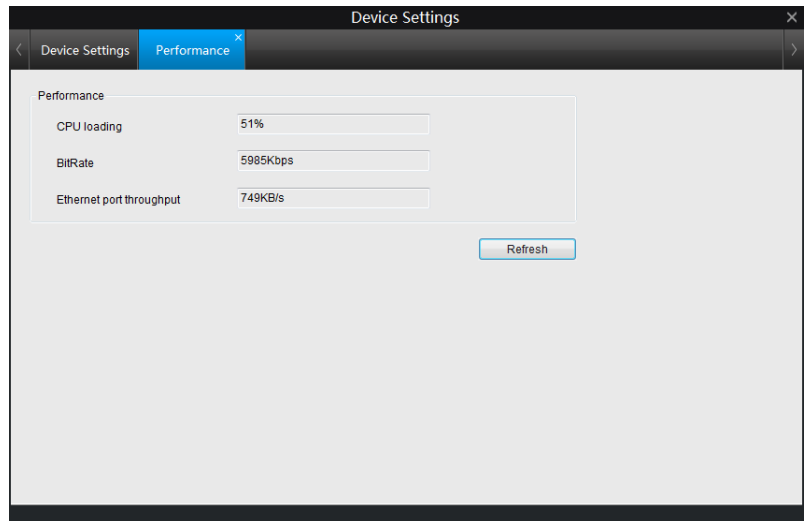 Device Settings
Device Settings
Performance
Performance
CPU loading
51%
BitRate
5985Kbps
Ethernet port throughput
749KB/s
Refresh